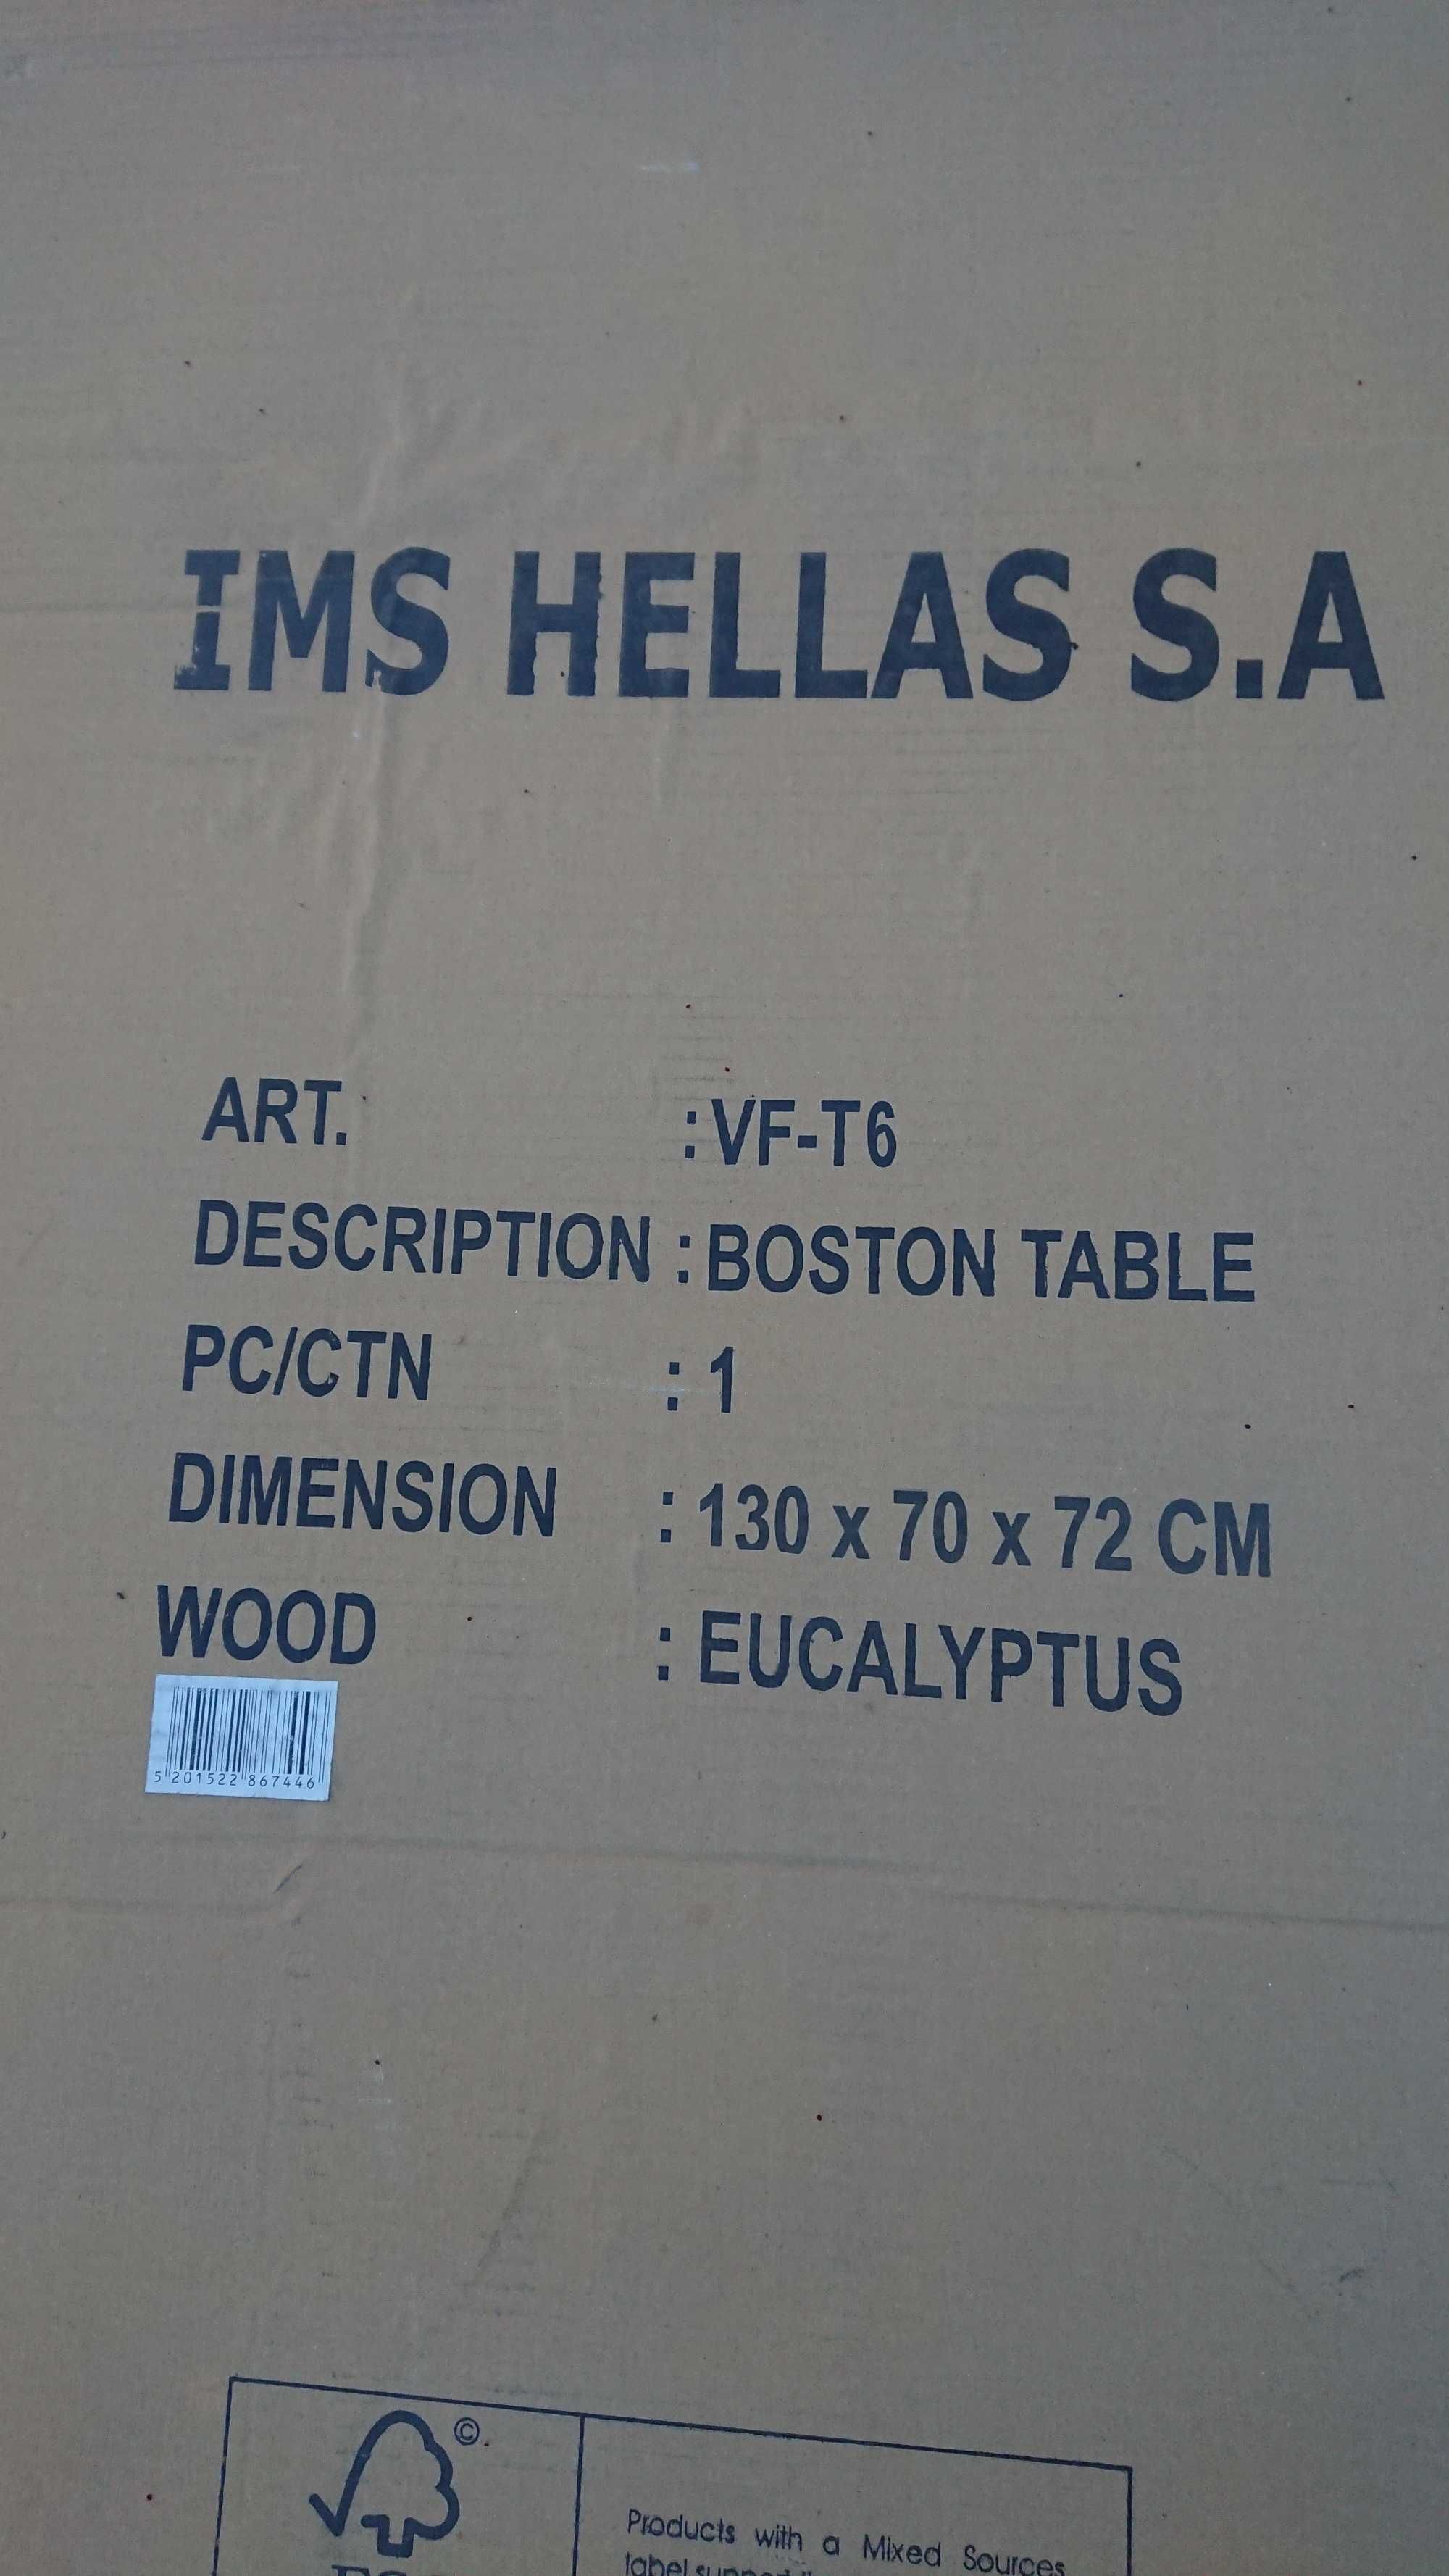 IMS HELLAS S.A
ART. : VF-T6
DESCRIPTION : BOSTON TABLE
PC/CTN : 1
DIMENSION : 130 x 70 x 72 CM
WOOD : EUCALYPTUS
5 201522 867446
©
Products with a Mixed Sources
label